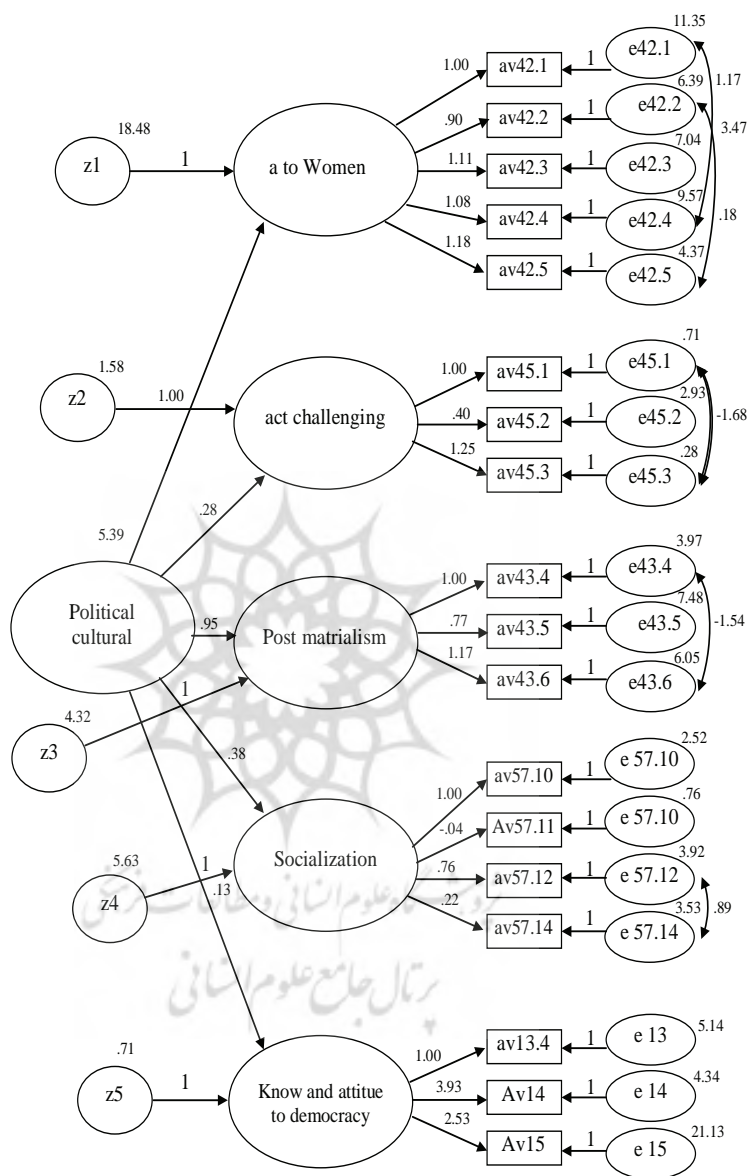 11.35
1.00
av42.1
1
e42.1
1.17
6.39
18.48
.90
av42.2
1
e42.2
3.47
z1
1
a to Women
1.11
av42.3
1
e42.3
7.04
1.08
av42.4
1
e42.4
9.57
.18
1.18
av42.5
1
e42.5
4.37
1.58
z2
1.00
act challenging
1.00
av45.1
1
e45.1
.71
.40
av45.2
1
e45.2
2.93
-1.68
1.25
av45.3
1
e45.3
.28
5.39
.28
Political
cultural
.95
Post matrialism
1.00
av43.4
1
e43.4
3.97
.77
av43.5
1
e43.5
7.48
-1.54
1.17
av43.6
1
e43.6
6.05
4.32
z3
1
.38
1.00
av57.10
1
e 57.10
2.52
-.04
Av57.11
1
e 57.10
.76
5.63
z4
1
Socialization
.76
av57.12
1
e 57.12
3.92
.13
.22
av57.14
1
e 57.14
3.53
.89
پژوهشگاه علوم انسانی و مطالعات فرهنگی
پرتال جامع علوم انسانی
.71
z5
1
Know and attitue
to democracy
1.00
av13.4
1
e 13
5.14
3.93
Av14
1
e 14
4.34
2.53
Av15
1
e 15
21.13